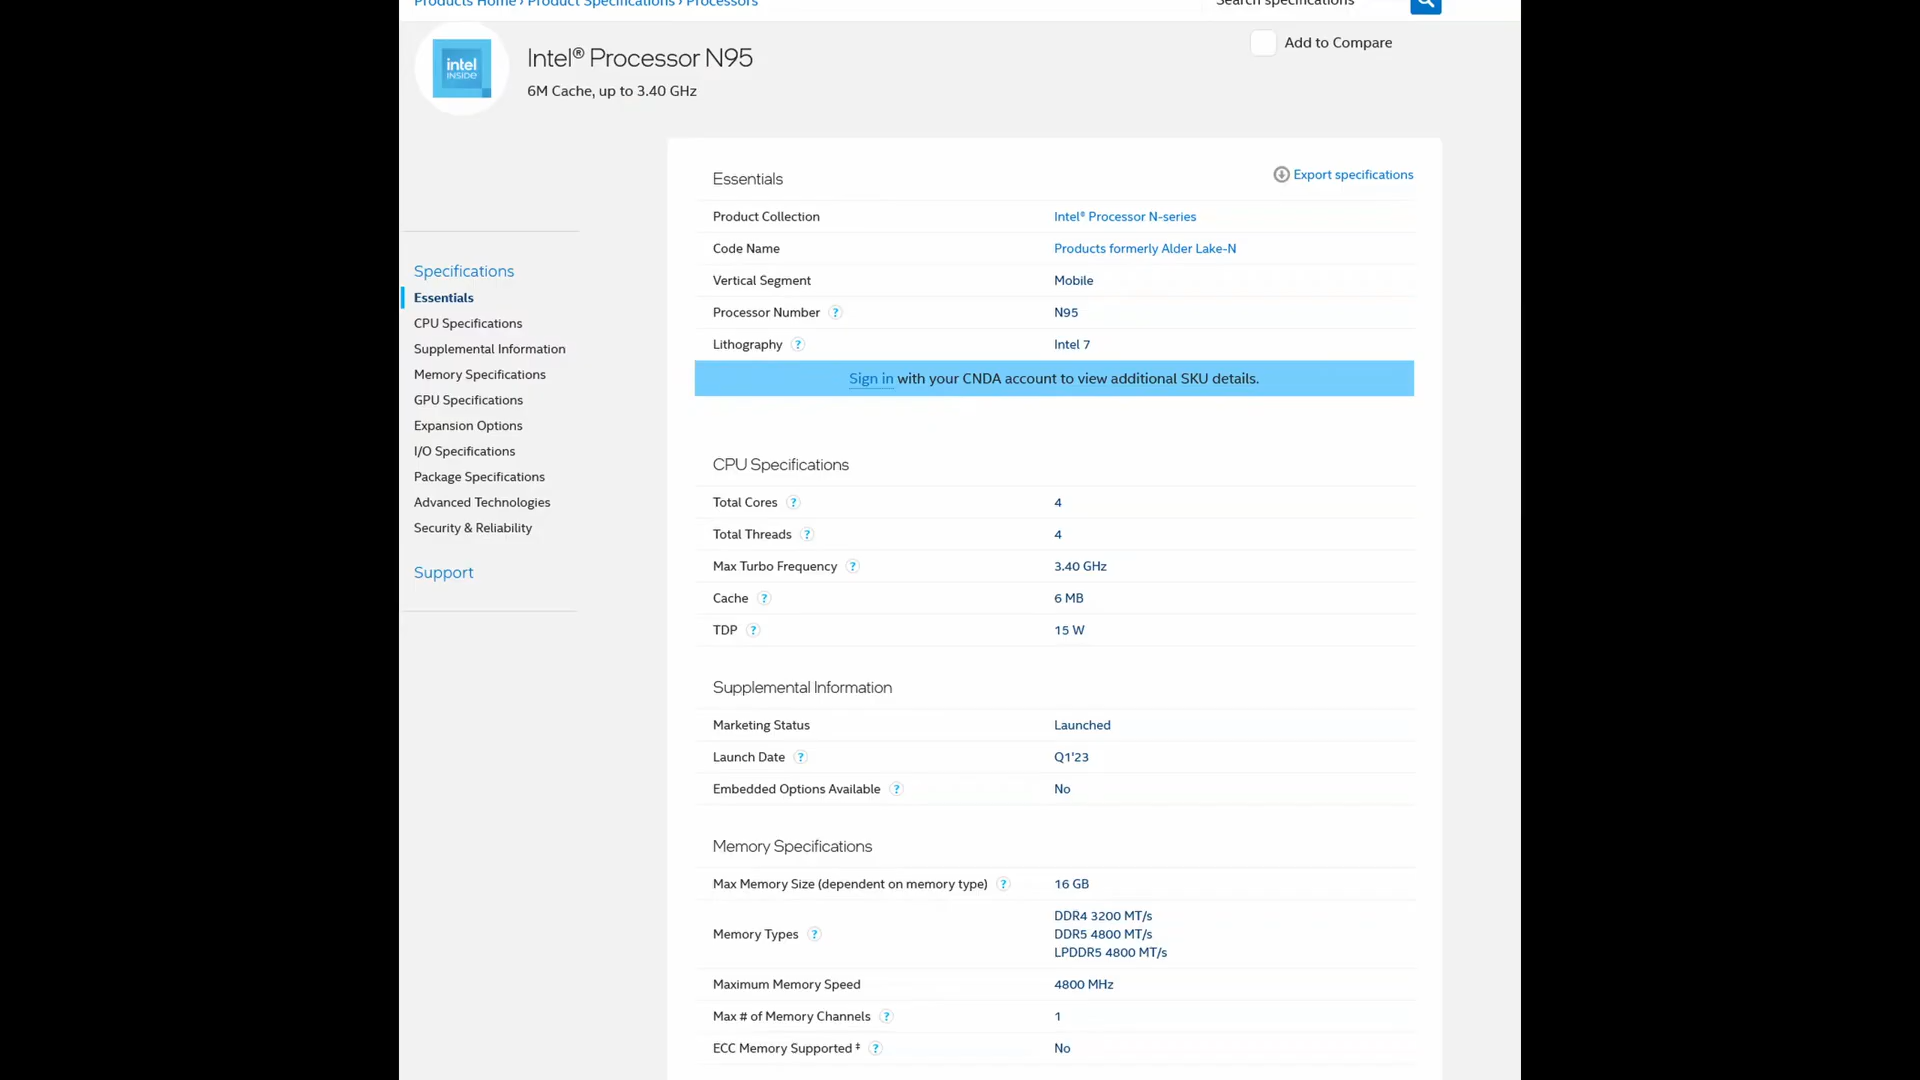 Products Home › Product Specifications › Processors
Search specifications
intel
INSIDE
Intel® Processor N95
6M Cache, up to 3.40 GHz
Add to Compare
Specifications
Essentials
CPU Specifications
Supplemental Information
Memory Specifications
GPU Specifications
Expansion Options
I/O Specifications
Package Specifications
Advanced Technologies
Security & Reliability
Support
Essentials
Export specifications
Product Collection Intel® Processor N-series
Code Name Products formerly Alder Lake-N
Vertical Segment Mobile
Processor Number ? N95
Lithography ? Intel 7
Sign in with your CNDA account to view additional SKU details.
CPU Specifications
Total Cores ? 4
Total Threads ? 4
Max Turbo Frequency ? 3.40 GHz
Cache ? 6 MB
TDP ? 15 W
Supplemental Information
Marketing Status Launched
Launch Date ? Q1'23
Embedded Options Available ? No
Memory Specifications
Max Memory Size (dependent on memory type) ? 16 GB
Memory Types ?
DDR4 3200 MT/s
DDR5 4800 MT/s
LPDDR5 4800 MT/s
Maximum Memory Speed 4800 MHz
Max # of Memory Channels ? 1
ECC Memory Supported ‡ ? No